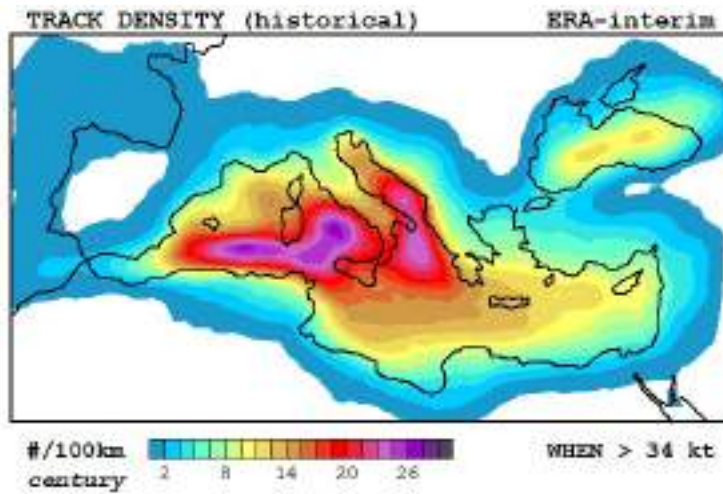 TRACK DENSITY (historical) ERA-interim
#/100km century
2 8 14 20 26
WHEN > 34 kt